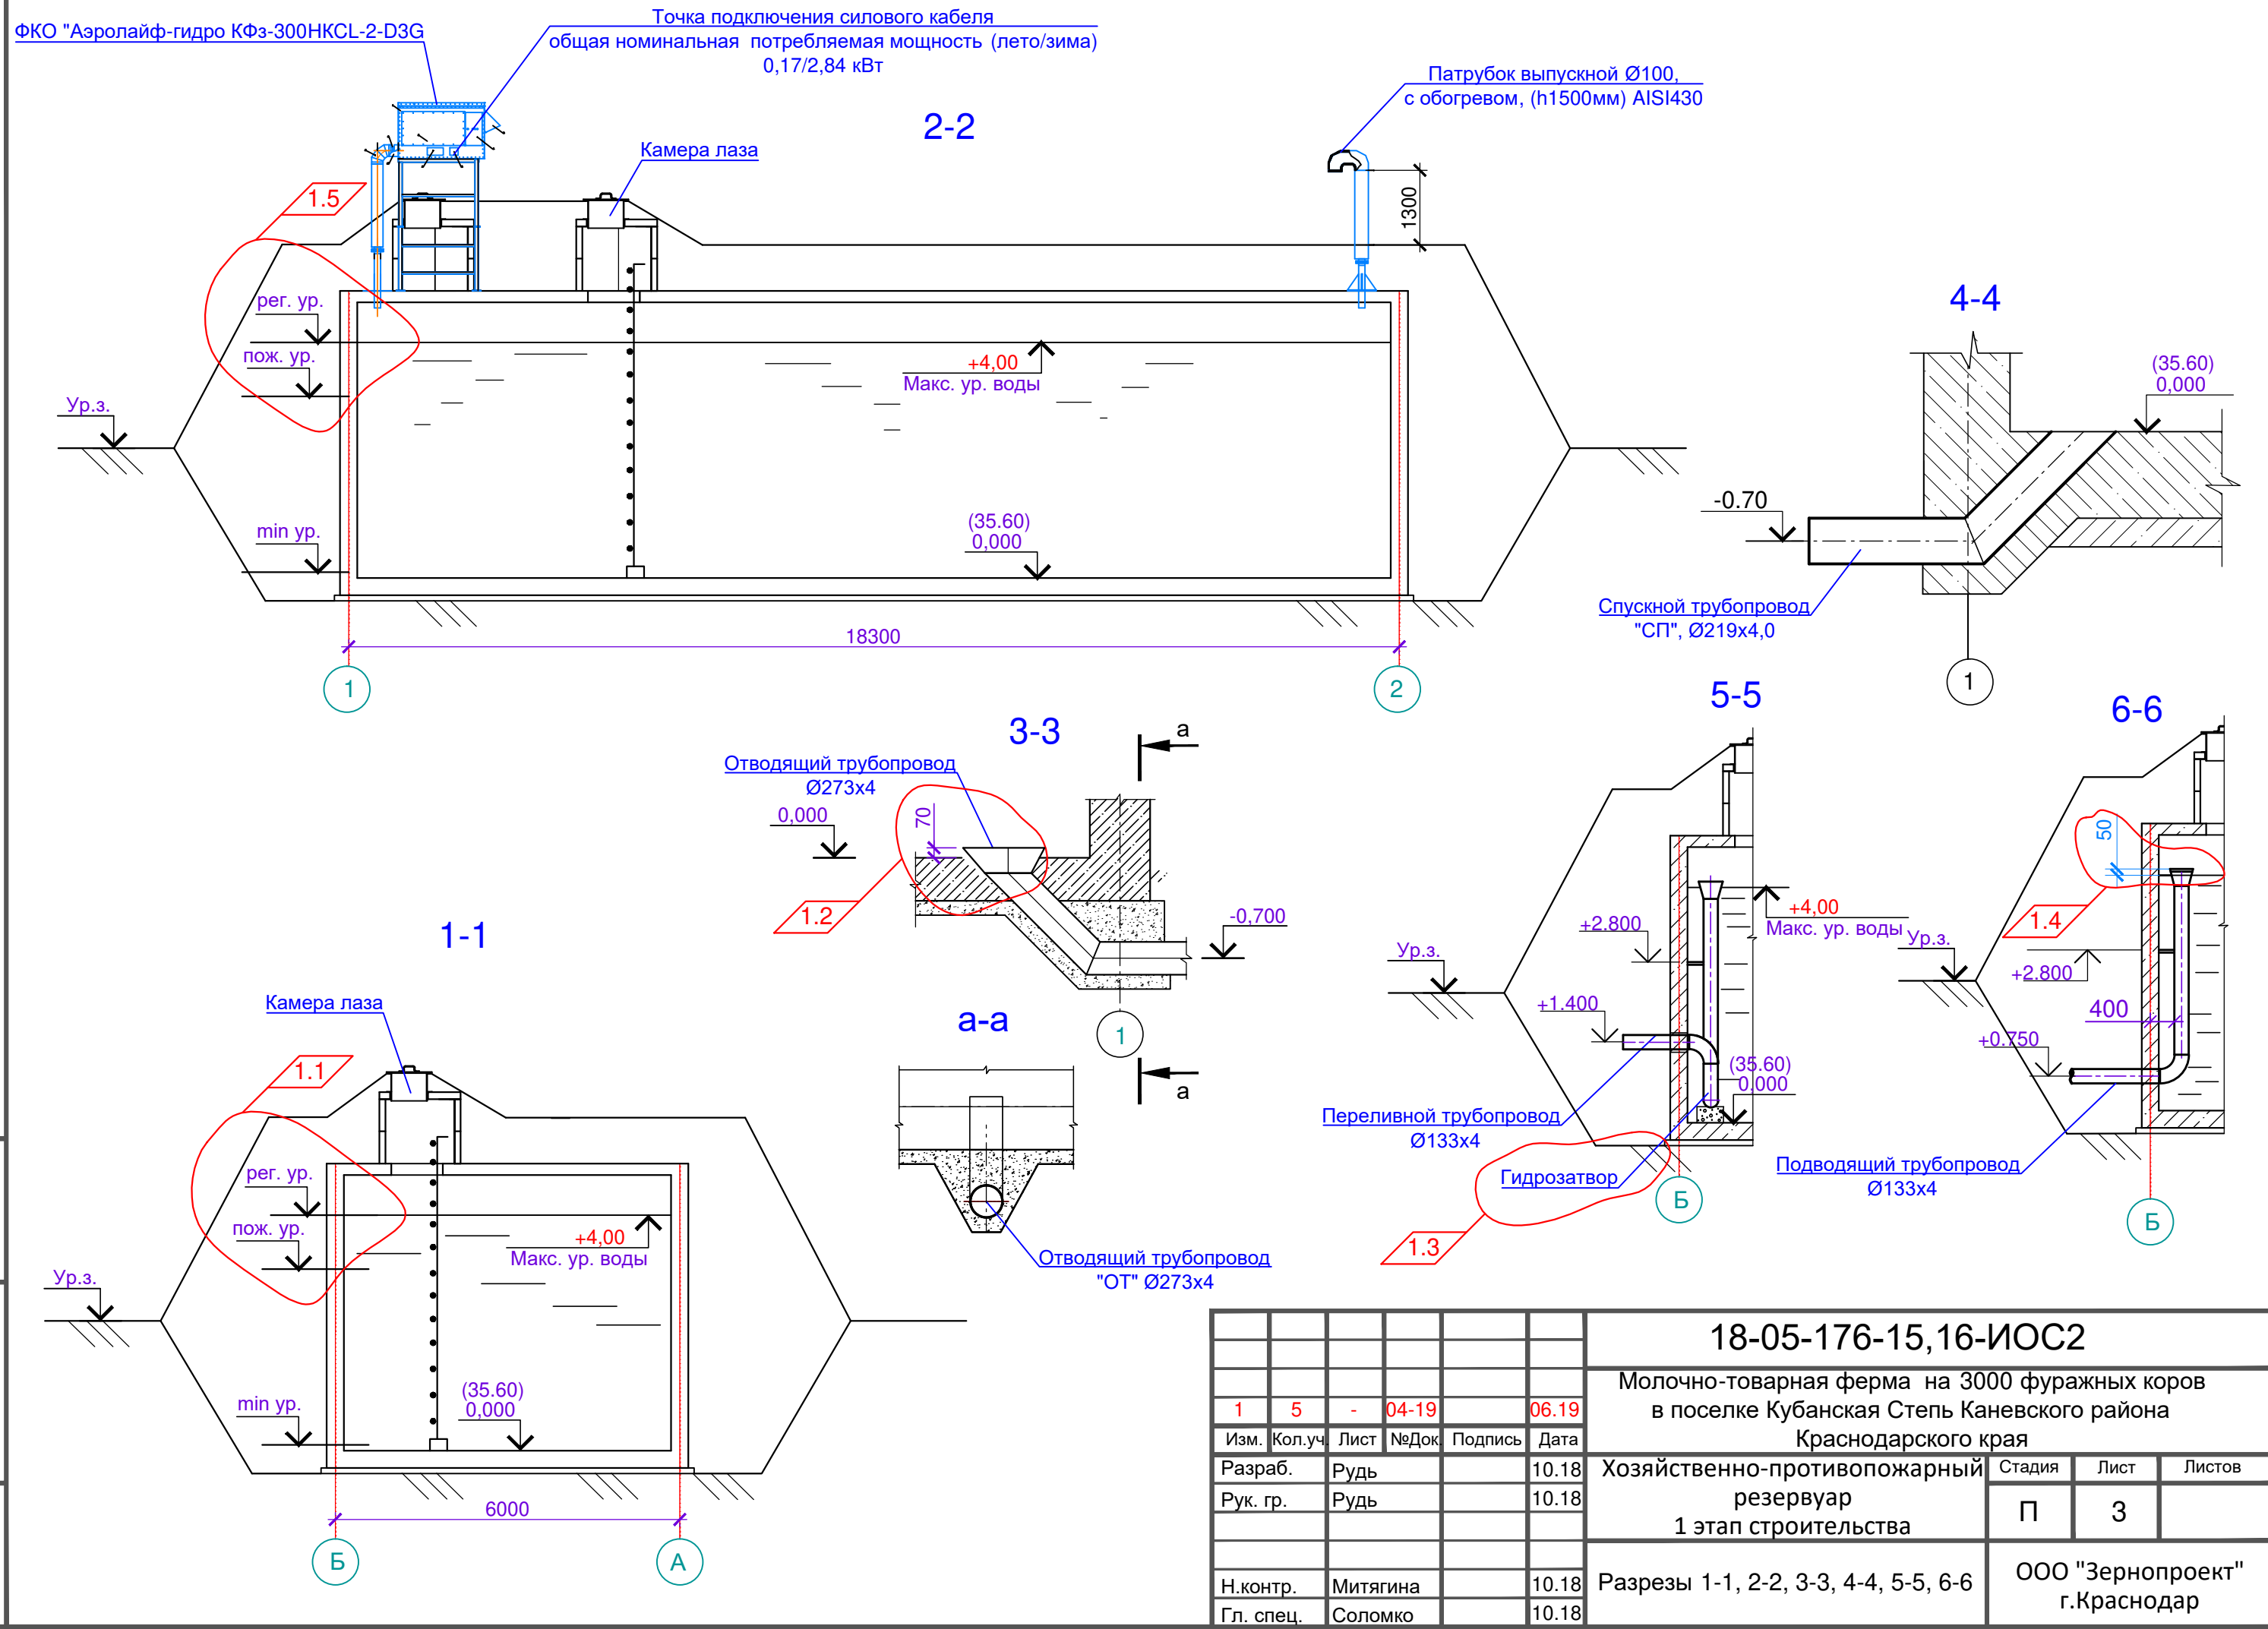 ФКО "Аэролайф-гидро КФз-300НКCL-2-D3G
Точка подключения силового кабеля
общая номинальная потребляемая мощность (лето/зима)
0,17/2,84 кВт
Патрубок выпускной Ø100,
с обогревом, (h1500мм) AISI430
2-2
Камера лаза
1.5
1300
рег. ур.
пож. ур.
Ур.з.
min ур.
+4,00
Макс. ур. воды
(35.60)
0,000
18300
1
2
4-4
(35.60)
0,000
-0.70
Спускной трубопровод
"СП", Ø219х4,0
1
3-3
а
Отводящий трубопровод
Ø273х4
0,000
70
1.2
-0,700
1
а-а
а
Отводящий трубопровод
"ОТ" Ø273х4
5-5
+2.800
+4,00
Макс. ур. воды
Ур.з.
+1.400
(35.60)
0.000
Переливной трубопровод
Ø133х4
Гидрозатвор
1.3
Б
6-6
50
1.4
Ур.з.
+2.800
400
+0.750
Подводящий трубопровод
Ø133х4
Б
1-1
Камера лаза
1.1
рег. ур.
пож. ур.
Ур.з.
+4,00
Макс. ур. воды
min ур.
(35.60)
0,000
6000
Б
А
18-05-176-15,16-ИОС2
Молочно-товарная ферма на 3000 фуражных коров
в поселке Кубанская Степь Каневского района
Краснодарского края
1 5 - 04-19 06.19
Изм. Кол.уч. Лист №Док. Подпись Дата
Разраб. Рудь 10.18
Рук. гр. Рудь 10.18
Н.контр. Митягина 10.18
Гл. спец. Соломко 10.18
Хозяйственно-противопожарный
резервуар
1 этап строительства
Стадия Лист Листов
П 3
Разрезы 1-1, 2-2, 3-3, 4-4, 5-5, 6-6
ООО "Зернопроект"
г.Краснодар